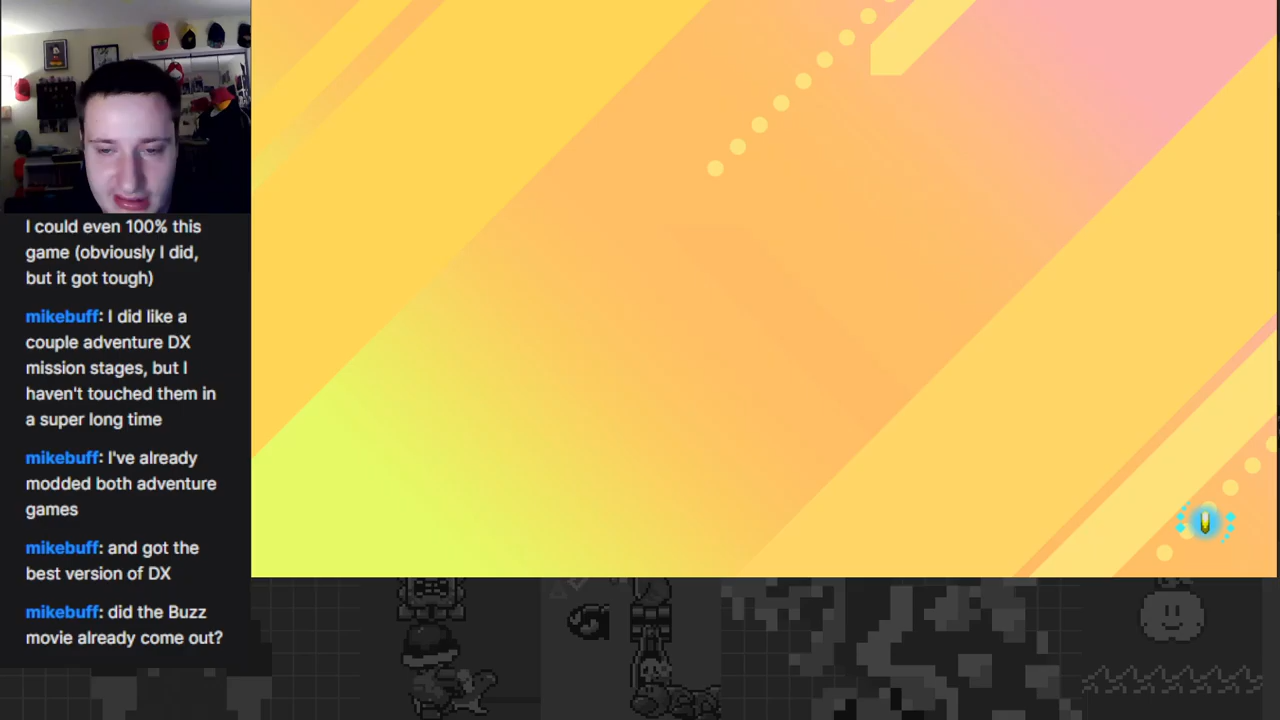 I could even 100% this
game (obviously I did,
but it got tough)
mikebuff: I did like a
couple adventure DX
mission stages, but I
haven't touched them in
a super long time
mikebuff: I've already
modded both adventure
games
mikebuff: and got the
best version of DX
mikebuff: did the Buzz
movie already come out?